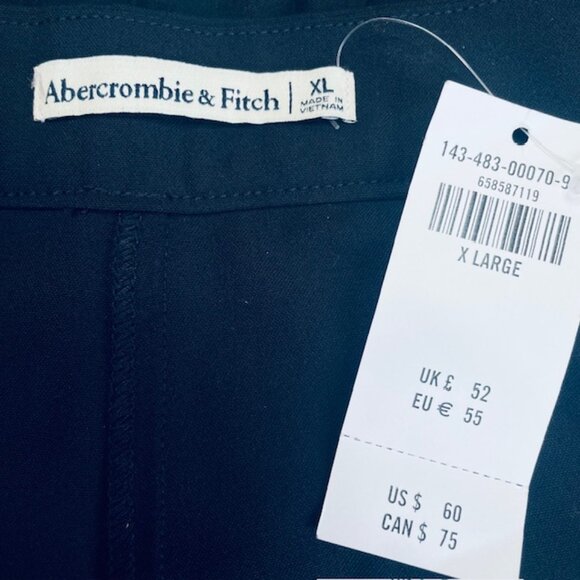 Abercrombie & Fitch | XL
MADE IN
VIETNAM
143-483-00070-9
658587119
X LARGE
UK £ 52
EU € 55
US $ 60
CAN $ 75